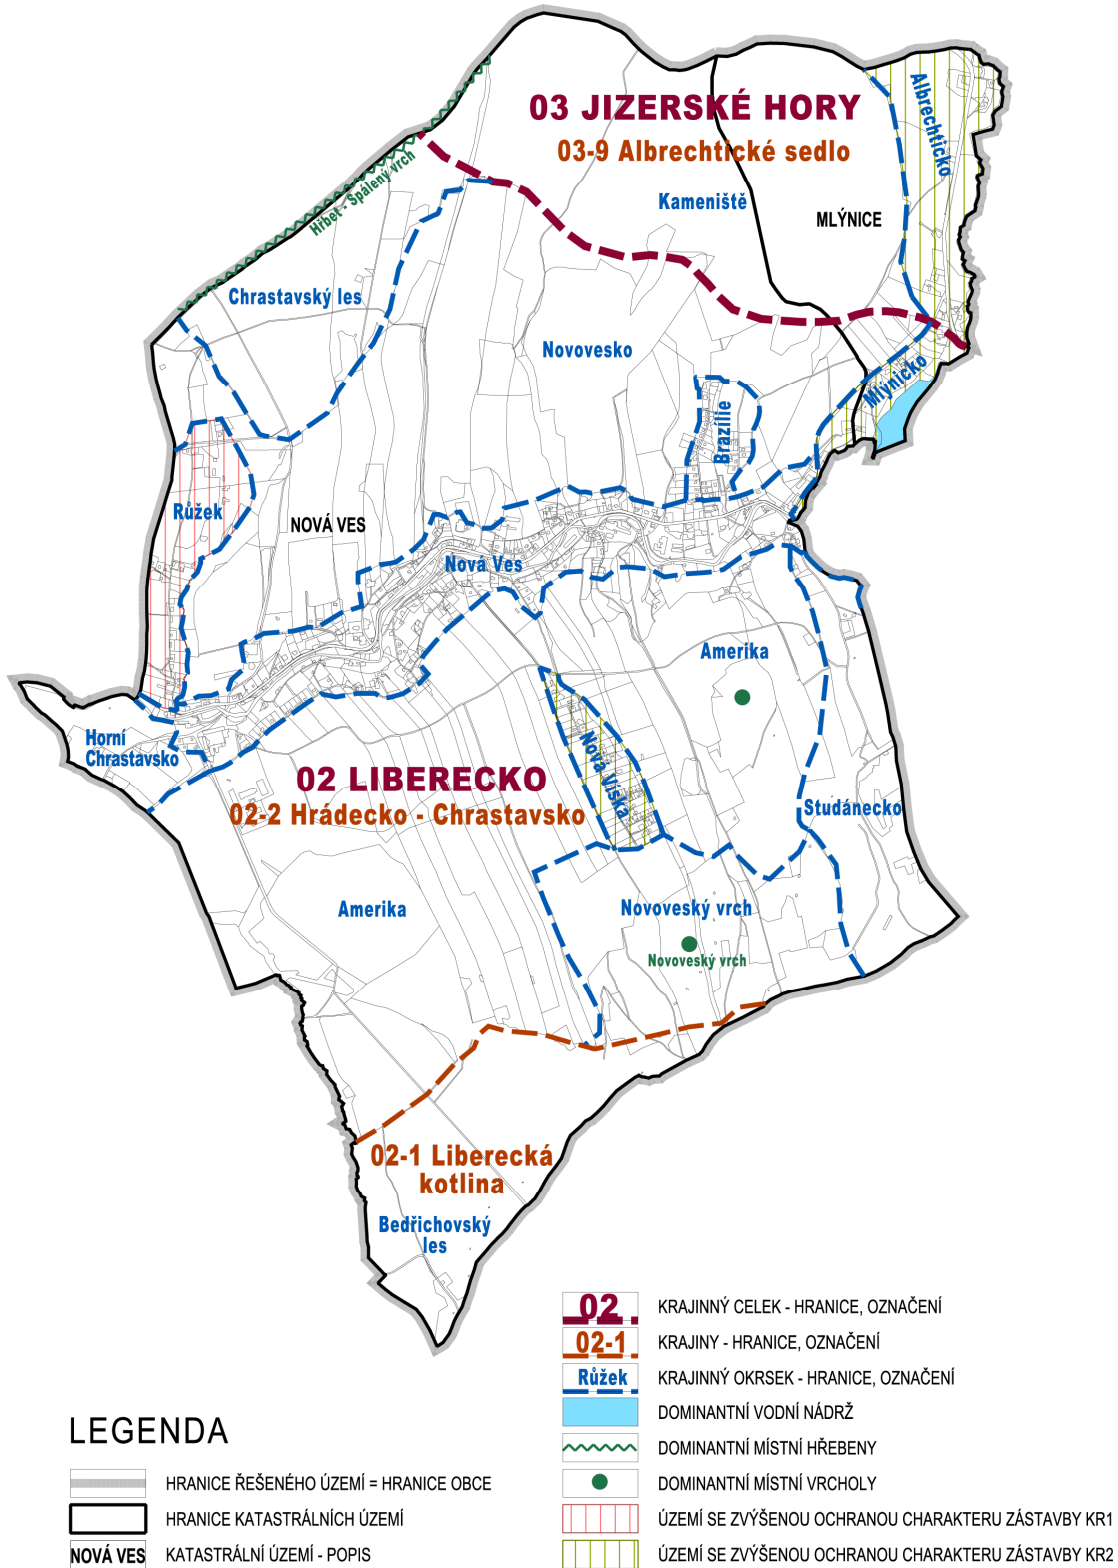 03 JIZERSKÉ HORY
03-9 Albrechtické sedlo
Albrechticko
Hřbet - Spálený vrch
Kameniště
MLÝNICE
Chrastavský les
Novovesko
Mlýnicko
Brazílie
Růžek
NOVÁ VES
Nová Ves
Amerika
Horní
Chrastavsko
Nová Víska
02 LIBERECKO
02-2 Hrádecko - Chrastavsko
Studánecko
Amerika
Novoveský vrch
Novoveský vrch
02-1 Liberecká
kotlina
Bedřichovský
les
LEGENDA
HRANICE ŘEŠENÉHO ÚZEMÍ = HRANICE OBCE
HRANICE KATASTRÁLNÍCH ÚZEMÍ
NOVÁ VES KATASTRÁLNÍ ÚZEMÍ - POPIS
02 KRAJINNÝ CELEK - HRANICE, OZNAČENÍ
02-1 KRAJINY - HRANICE, OZNAČENÍ
Růžek KRAJINNÝ OKRSEK - HRANICE, OZNAČENÍ
DOMINANTNÍ VODNÍ NÁDRŽ
DOMINANTNÍ MÍSTNÍ HŘEBENY
DOMINANTNÍ MÍSTNÍ VRCHOLY
ÚZEMÍ SE ZVÝŠENOU OCHRANOU CHARAKTERU ZÁSTAVBY KR1
ÚZEMÍ SE ZVÝŠENOU OCHRANOU CHARAKTERU ZÁSTAVBY KR2